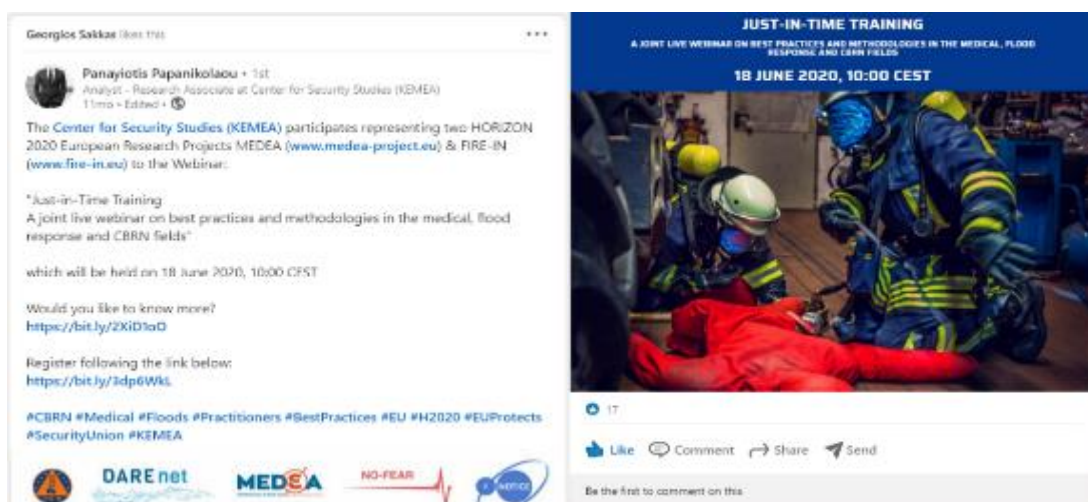 Georgios Sakkas likes this
Panayiotis Papanikolaou • 1st
Analyst - Research Associate at Center for Security Studies (KEMEA)
11mo • Edited •
The Center for Security Studies (KEMEA) participates representing two HORIZON
2020 European Research Projects MEDEA (www.medea-project.eu) & FIRE-IN
(www.fire-in.eu) to the Webinar:
"Just-in-Time Training
A joint live webinar on best practices and methodologies in the medical, flood
response and CBRN fields"
which will be held on 18 June 2020, 10:00 CEST
Would you like to know more?
https://bit.ly/2XiD1oO
Register following the link below:
https://bit.ly/3dp6WkL
#CBRN #Medical #Floods #Practitioners #BestPractices #EU #H2020 #EUProtects
#SecurityUnion #KEMEA
DAREnet
MEDEA
NO-FEAR
JUST-IN-TIME TRAINING
A JOINT LIVE WEBINAR ON BEST PRACTICES AND METHODOLOGIES IN THE MEDICAL, FLOOD
RESPONSE AND CBRN FIELDS
18 JUNE 2020, 10:00 CEST
17
Like Comment Share Send
Be the first to comment on this